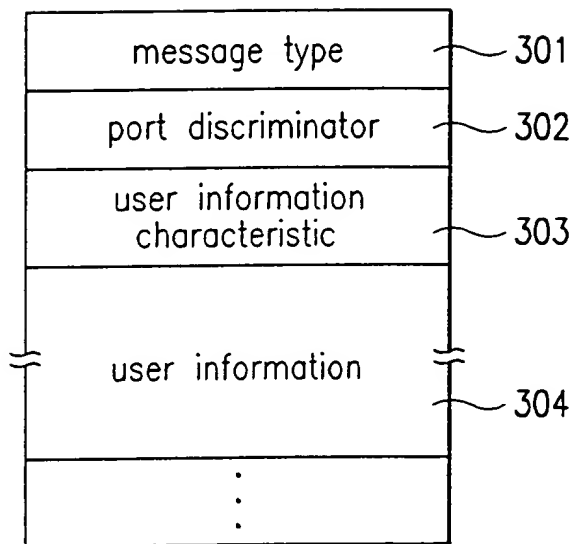 message type 301
port discriminator 302
user information
characteristic 303
user information 304